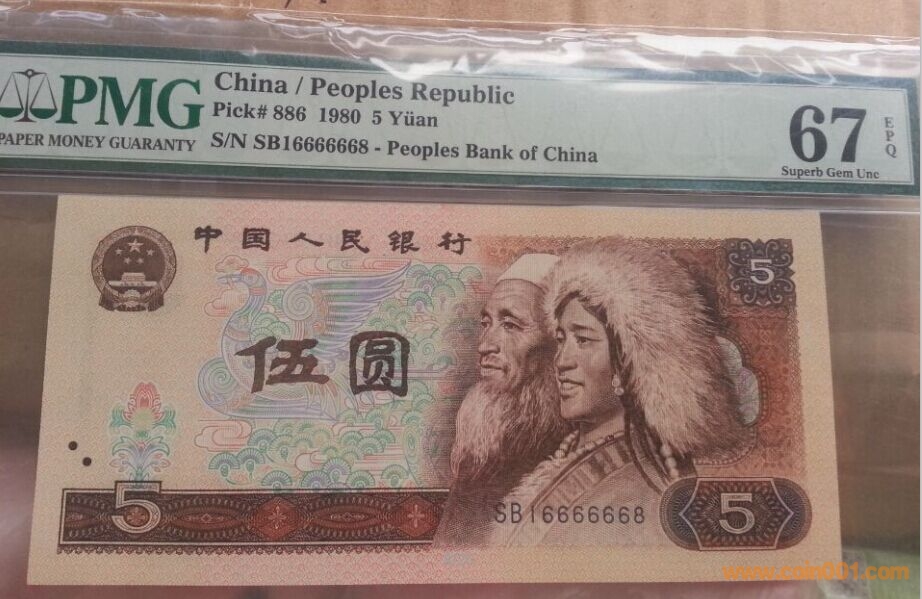 PMG
PAPER MONEY GUARANTY
China / Peoples Republic
Pick# 886 1980 5 Yüan
S/N SB16666668 - Peoples Bank of China
67
EPQ
Superb Gem Unc
中国人民银行
5
伍圆
5
SB16666668
5
www.coin001.com